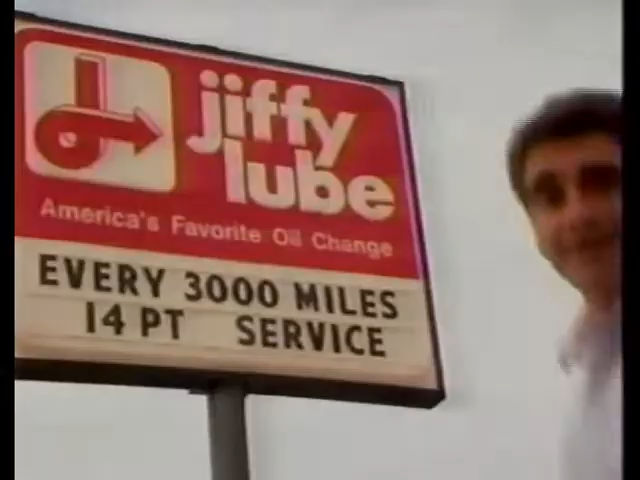 jiffy
lube
America's Favorite Oil Change
EVERY 3000 MILES
14 PT SERVICE